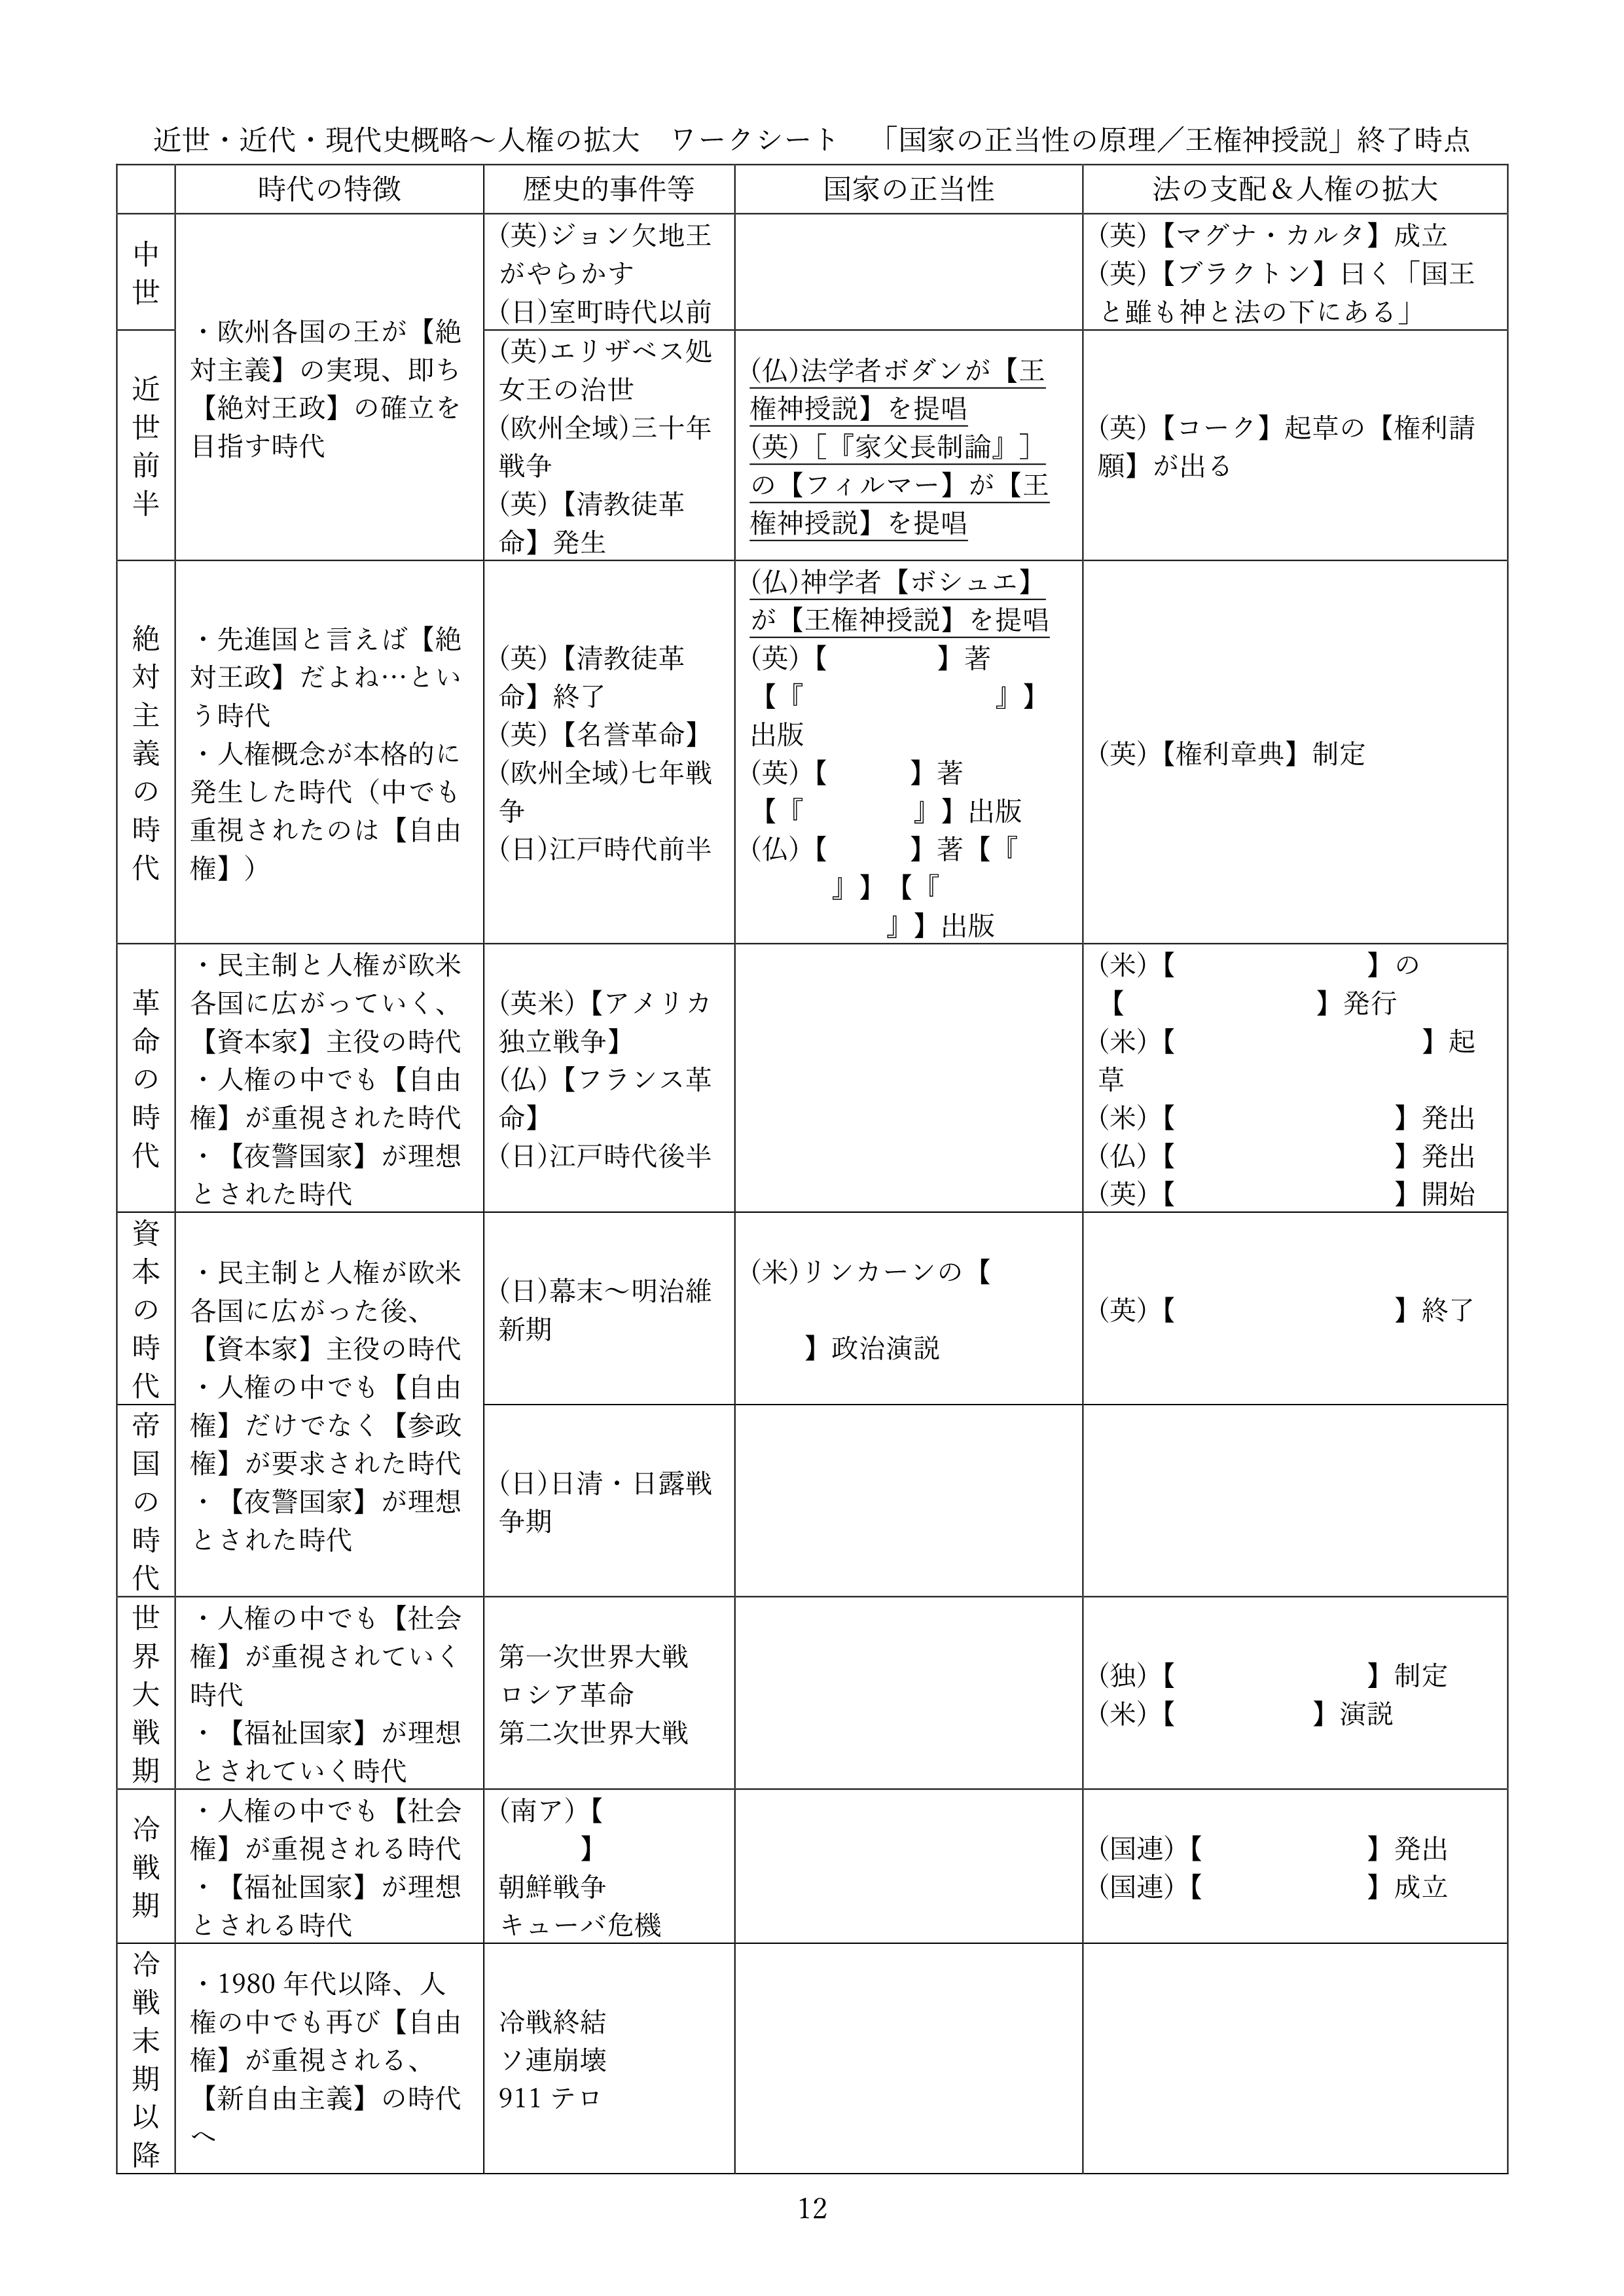 近世・近代・現代史概略～人権の拡大　ワークシート　「国家の正当性の原理／王権神授説」終了時点
時代の特徴
歴史的事件等
国家の正当性
法の支配＆人権の拡大
中
世
・欧州各国の王が【絶
対主義】の実現、即ち
【絶対王政】の確立を
目指す時代
(英)ジョン欠地王
がやらかす
(日)室町時代以前
(英)【マグナ・カルタ】成立
(英)【ブラクトン】曰く「国王
と雖も神と法の下にある」
近
世
前
半
(英)エリザベス処
女王の治世
(欧州全域)三十年
戦争
(英)【清教徒革
命】発生
(仏)法学者ボダンが【王
権神授説】を提唱
(英)［『家父長制論』］
の【フィルマー】が【王
権神授説】を提唱
(英)【コーク】起草の【権利請
願】が出る
絶
対
主
義
の
時
代
・先進国と言えば【絶
対王政】だよね…とい
う時代
・人権概念が本格的に
発生した時代（中でも
重視されたのは【自由
権】）
(英)【清教徒革
命】終了
(英)【名誉革命】
(欧州全域)七年戦
争
(日)江戸時代前半
(仏)神学者【ボシュエ】
が【王権神授説】を提唱
(英)【　　　　】著
【『　　　　　　　』】
出版
(英)【　　　】著
【『　　　　』】出版
(仏)【　　　】著【『
　　　』】【『
　　　　　』】出版
(英)【権利章典】制定
革
命
の
時
代
・民主制と人権が欧米
各国に広がっていく、
【資本家】主役の時代
・人権の中でも【自由
権】が重視された時代
・【夜警国家】が理想
とされた時代
(英米)【アメリカ
独立戦争】
(仏)【フランス革
命】
(日)江戸時代後半
(米)【　　　　　　　】の
【　　　　　　　】発行
(米)【　　　　　　　　　】起
草
(米)【　　　　　　　　】発出
(仏)【　　　　　　　　】発出
(英)【　　　　　　　　】開始
資
本
の
時
代
・民主制と人権が欧米
各国に広がった後、
【資本家】主役の時代
・人権の中でも【自由
権】だけでなく【参政
権】が要求された時代
・【夜警国家】が理想
とされた時代
(日)幕末～明治維
新期
(米)リンカーンの【
　　】政治演説
(英)【　　　　　　　　】終了
帝
国
の
時
代
(日)日清・日露戦
争期
世
界
大
戦
期
・人権の中でも【社会
権】が重視されていく
時代
・【福祉国家】が理想
とされていく時代
第一次世界大戦
ロシア革命
第二次世界大戦
(独)【　　　　　　　】制定
(米)【　　　　　】演説
冷
戦
期
・人権の中でも【社会
権】が重視される時代
・【福祉国家】が理想
とされる時代
(南ア)【
　　　】
朝鮮戦争
キューバ危機
(国連)【　　　　　　】発出
(国連)【　　　　　　】成立
冷
戦
末
期
以
降
・1980 年代以降、人
権の中でも再び【自由
権】が重視される、
【新自由主義】の時代
へ
冷戦終結
ソ連崩壊
911 テロ
12